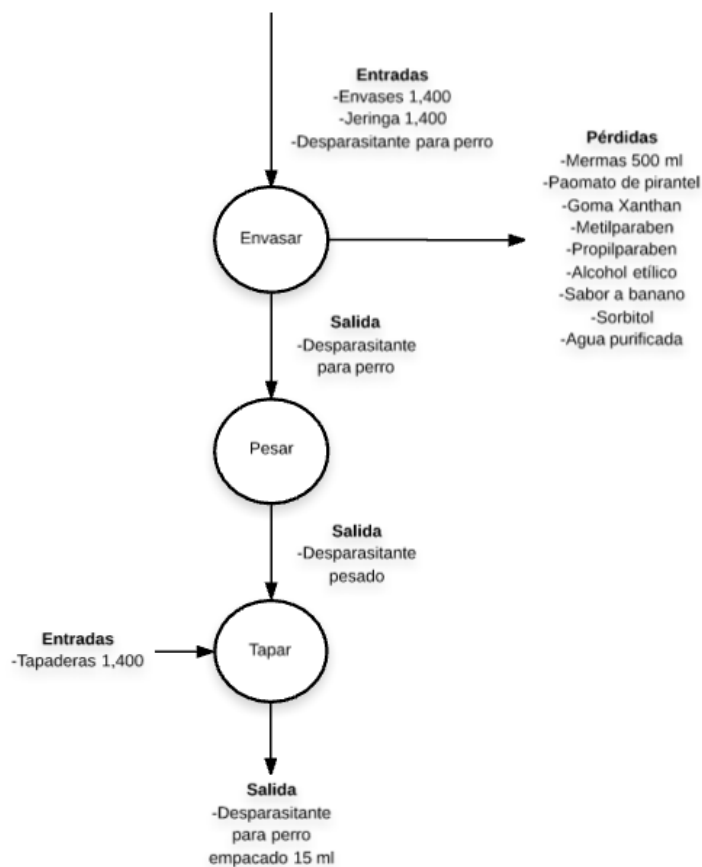 Entradas
-Envases 1,400
-Jeringa 1,400
-Desparasitante para perro
Pérdidas
-Mermas 500 ml
-Paomato de pirantel
-Goma Xanthan
-Metilparaben
-Propilparaben
-Alcohol etílico
-Sabor a banano
-Sorbitol
-Agua purificada
Envasar
Salida
-Desparasitante
para perro
Pesar
Salida
-Desparasitante
pesado
Entradas
-Tapaderas 1,400
Tapar
Salida
-Desparasitante
para perro
empacado 15 ml